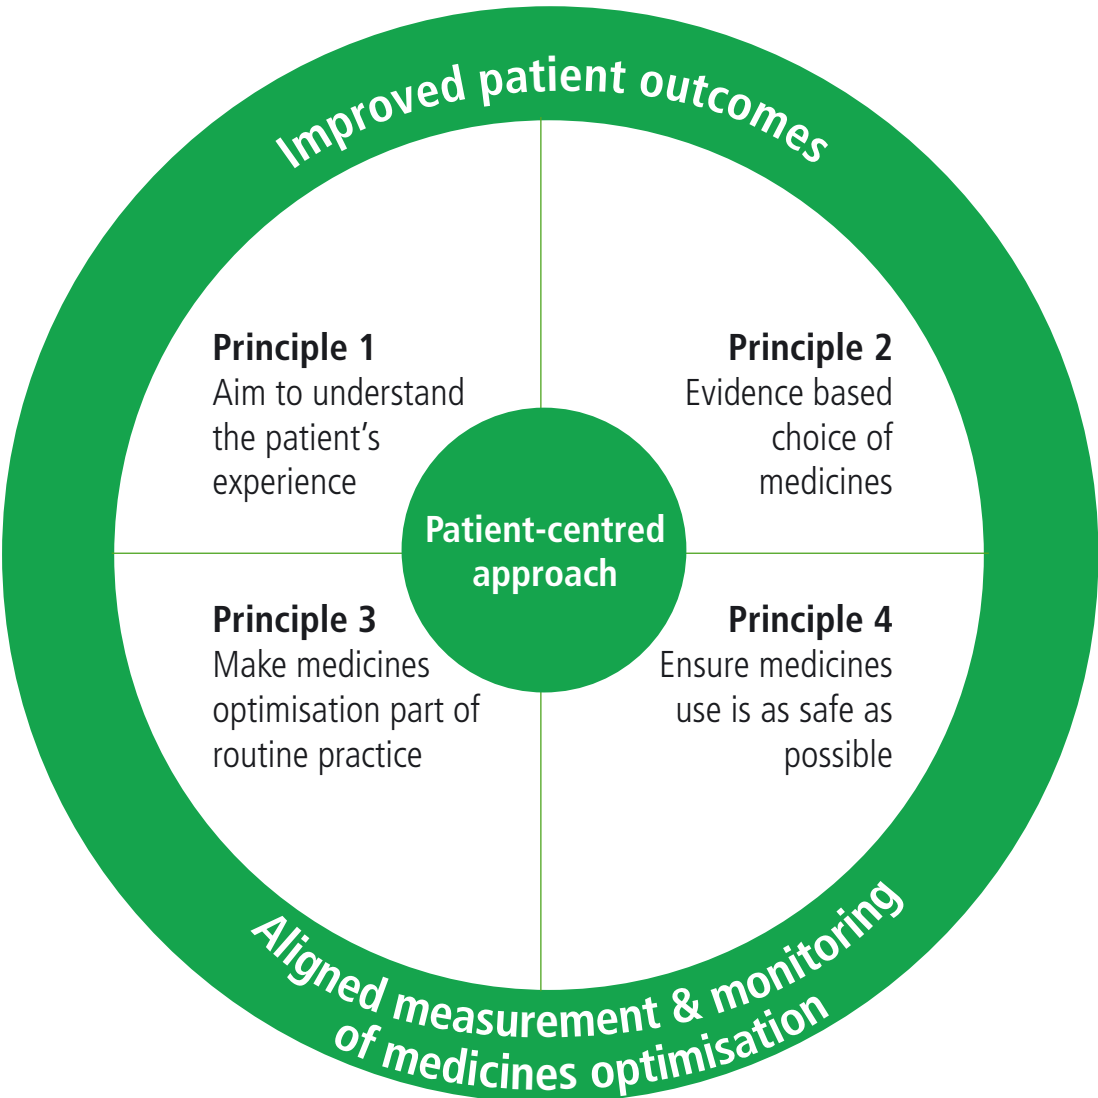 Improved patient outcomes
Principle 1
Aim to understand
the patient's
experience
Principle 2
Evidence based
choice of
medicines
Patient-centred
approach
Principle 3
Make medicines
optimisation part of
routine practice
Principle 4
Ensure medicines
use is as safe as
possible
Aligned measurement & monitoring
of medicines optimisation